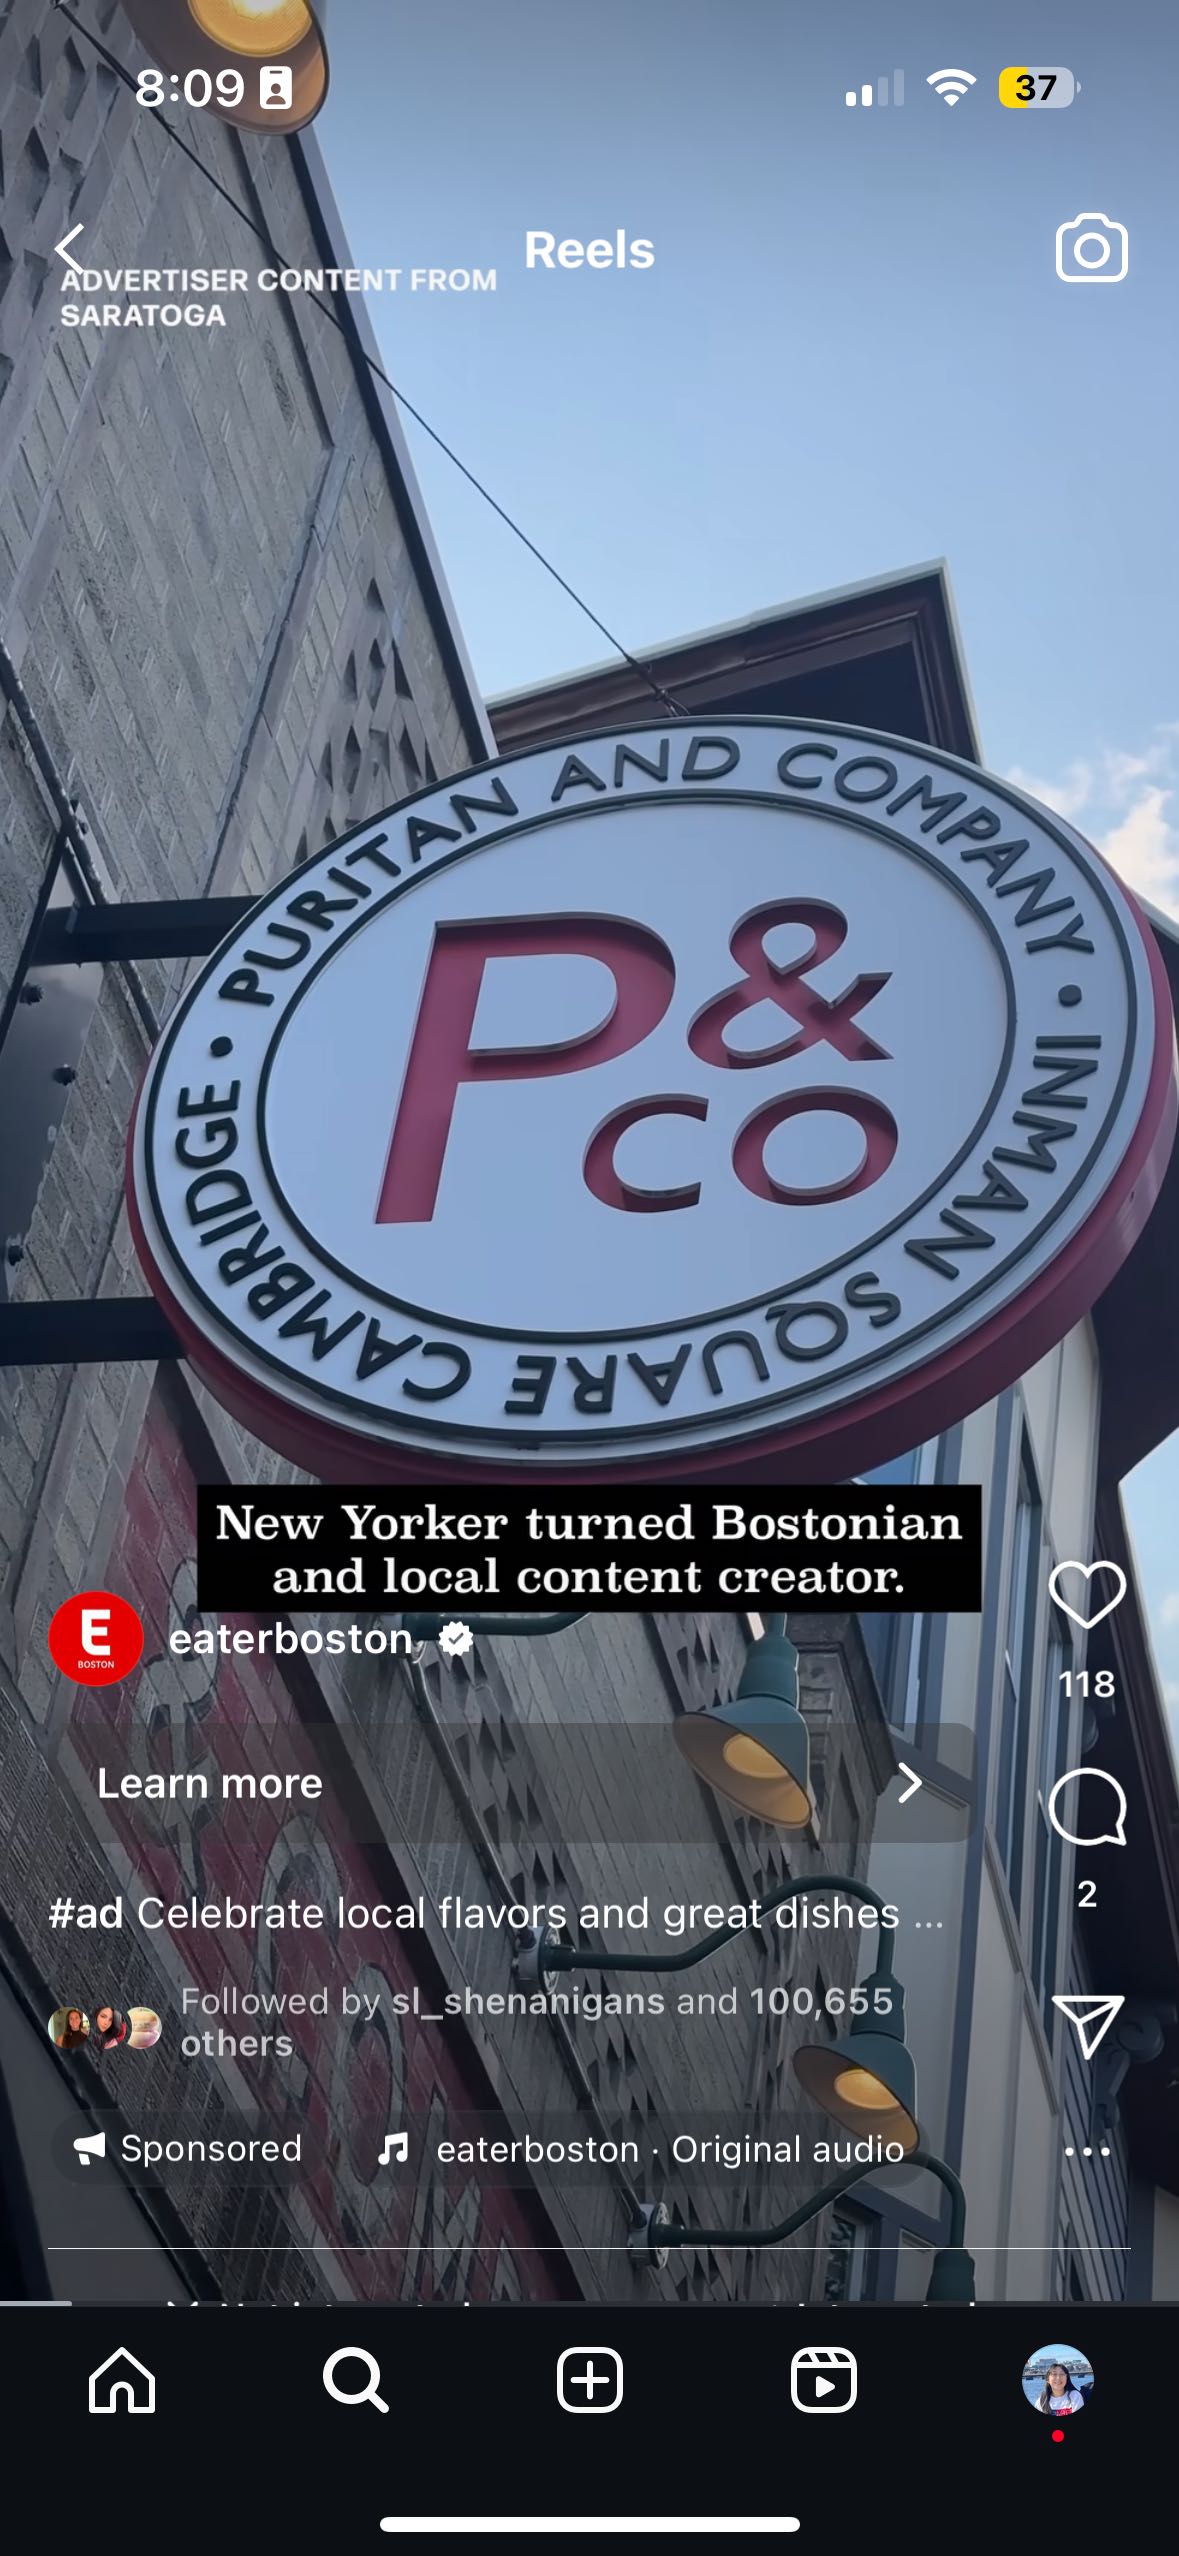 8:09
37
Reels
ADVERTISER CONTENT FROM
SARATOGA
PURITAN AND COMPANY • INMAN SQUARE CAMBRIDGE •
P&
CO
New Yorker turned Bostonian
and local content creator.
E
BOSTON
eaterboston
118
Learn more
2
#ad Celebrate local flavors and great dishes ...
Followed by sl_shenanigans and 100,655
others
Sponsored
eaterboston · Original audio